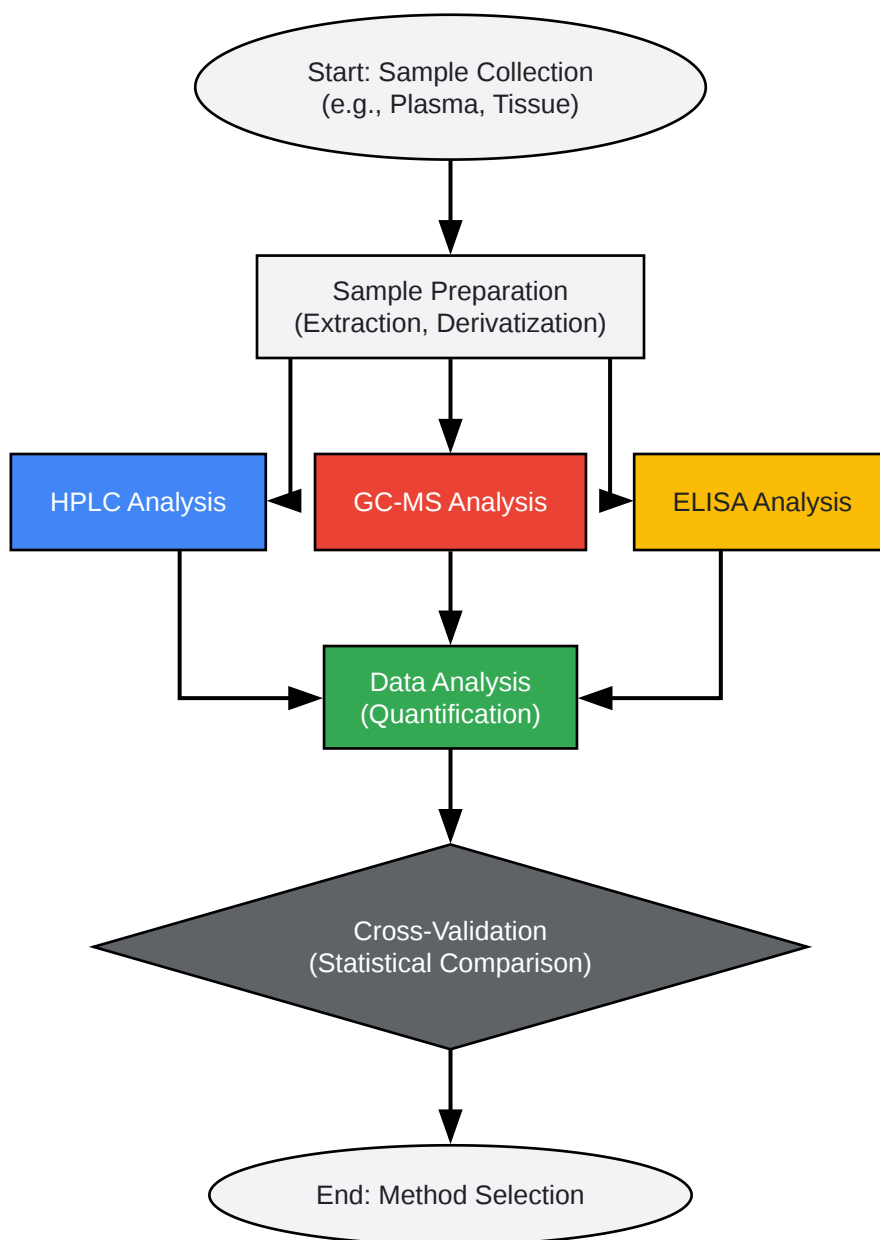 Start: Sample Collection
(e.g., Plasma, Tissue)
Sample Preparation
(Extraction, Derivatization)
HPLC Analysis
GC-MS Analysis
ELISA Analysis
Data Analysis
(Quantification)
Cross-Validation
(Statistical Comparison)
End: Method Selection